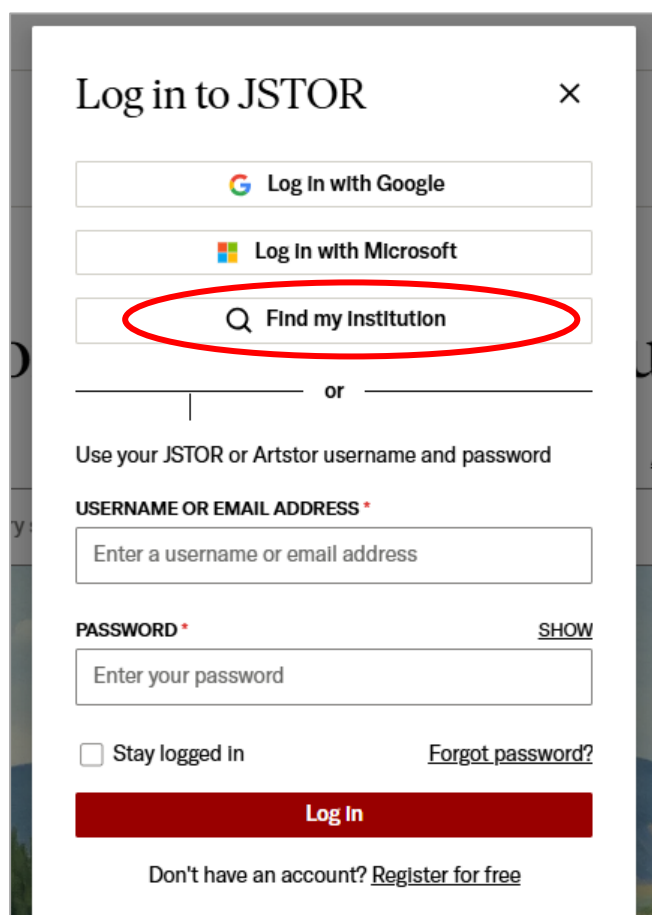 Log in to JSTOR
Log in with Google
Log in with Microsoft
Find my institution
or
Use your JSTOR or Artstor username and password
USERNAME OR EMAIL ADDRESS *
Enter a username or email address
PASSWORD * SHOW
Enter your password
Stay logged in Forgot password?
Log in
Don't have an account? Register for free